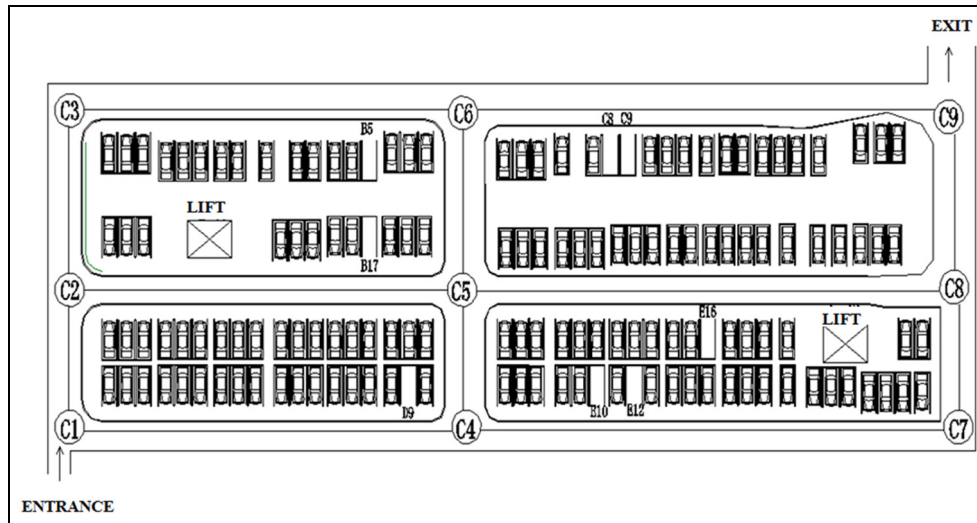 EXIT
C3
C6
C9
B5
C8 C9
LIFT
B17
C2
C5
C8
E16
LIFT
D9
E10
E12
C1
C4
C7
ENTRANCE